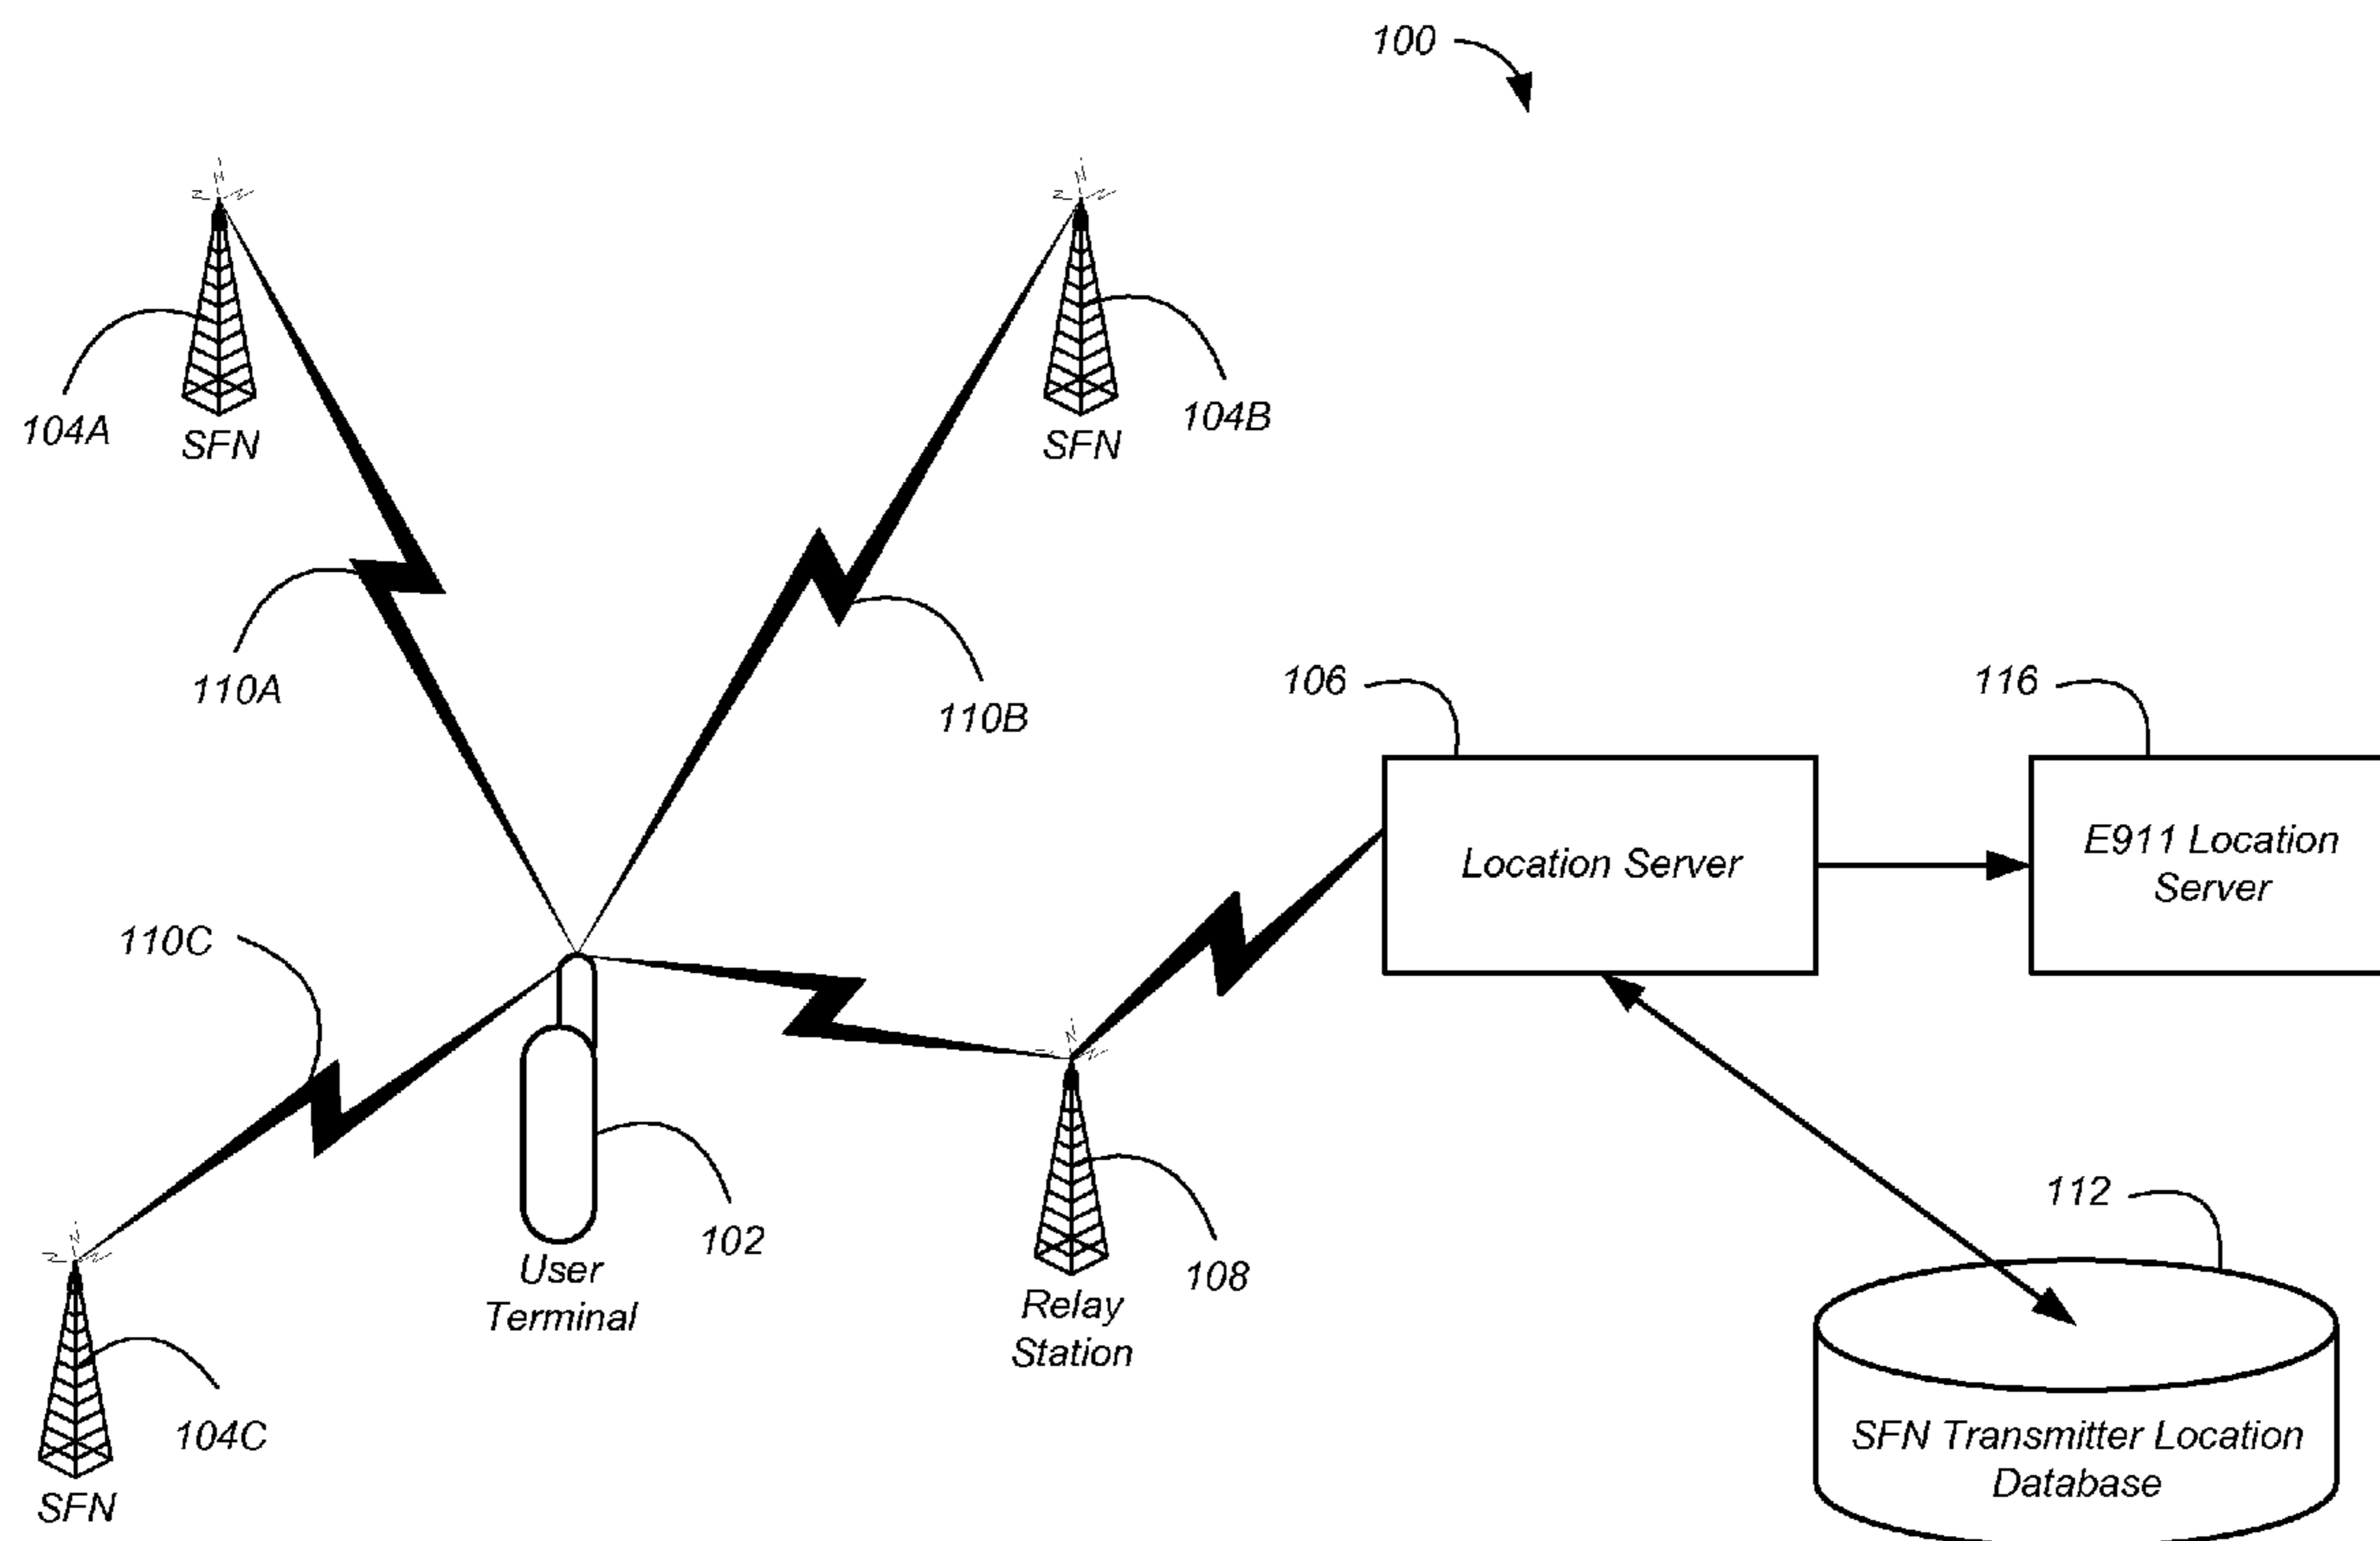 100
104A
SFN
SFN
104B
110A
110B
106
116
Location Server
E911 Location
Server
110C
102
User
Terminal
108
Relay
Station
112
104C
SFN
SFN Transmitter Location
Database